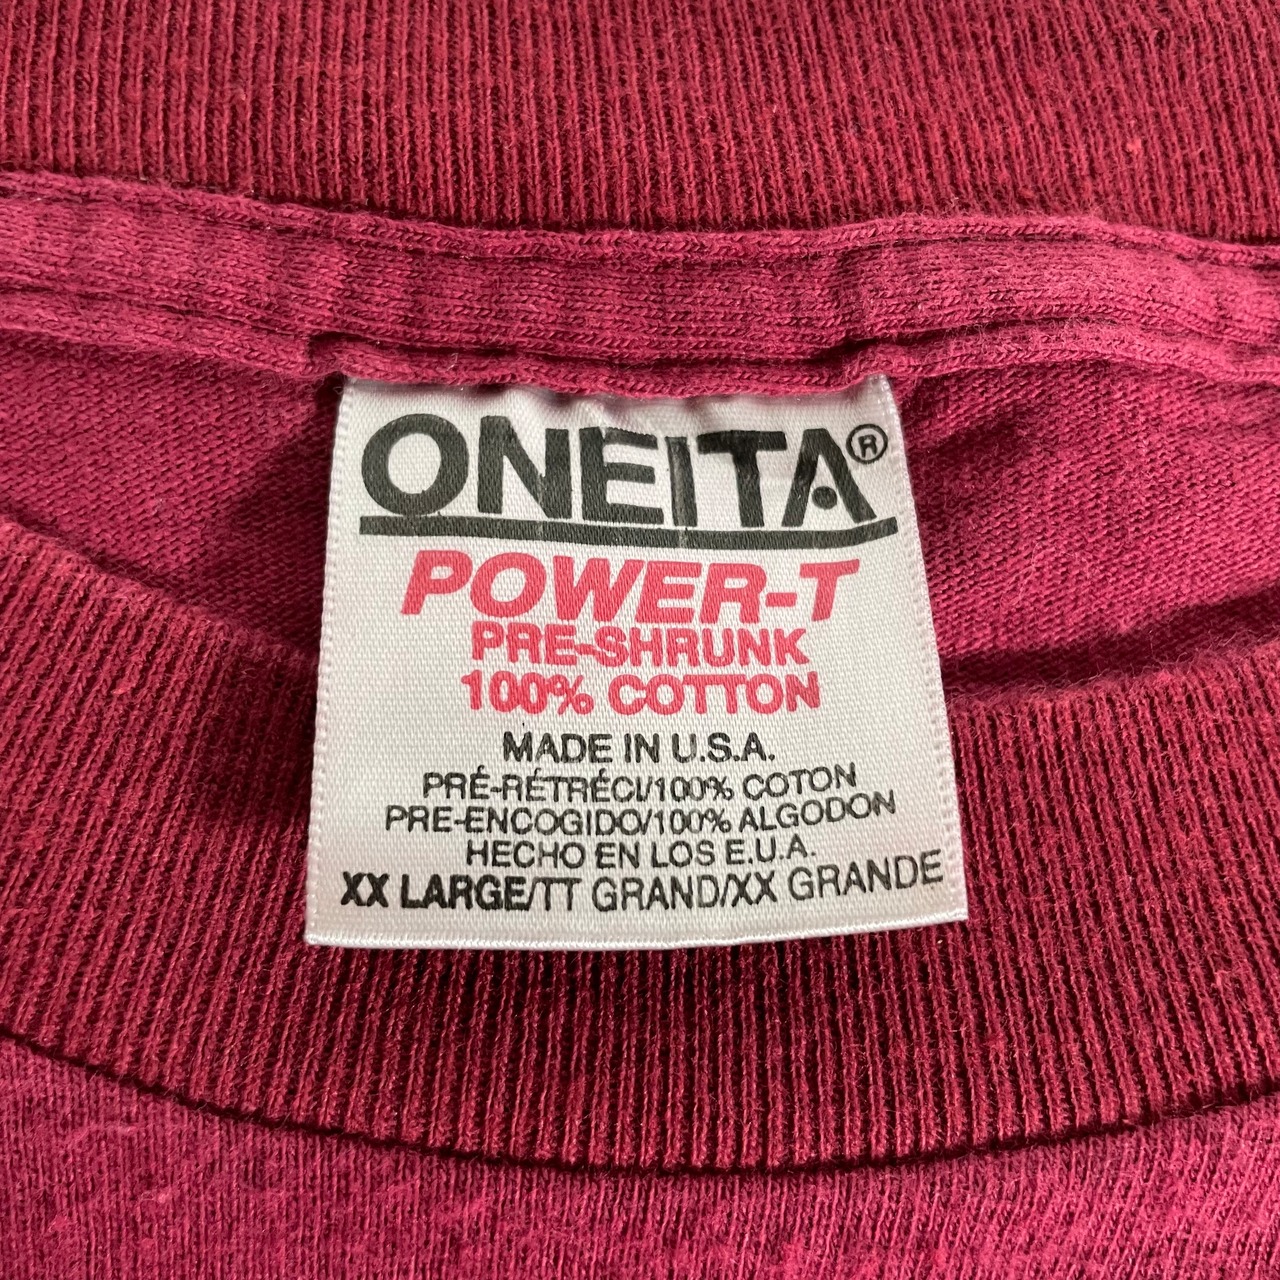 ONEITA®
POWER-T
PRE-SHRUNK
100% COTTON
MADE IN U.S.A.
PRÉ-RÉTRÉCI/100% COTON
PRE-ENCOGIDO/100% ALGODON
HECHO EN LOS E.U.A.
XX LARGE/TT GRAND/XX GRANDE